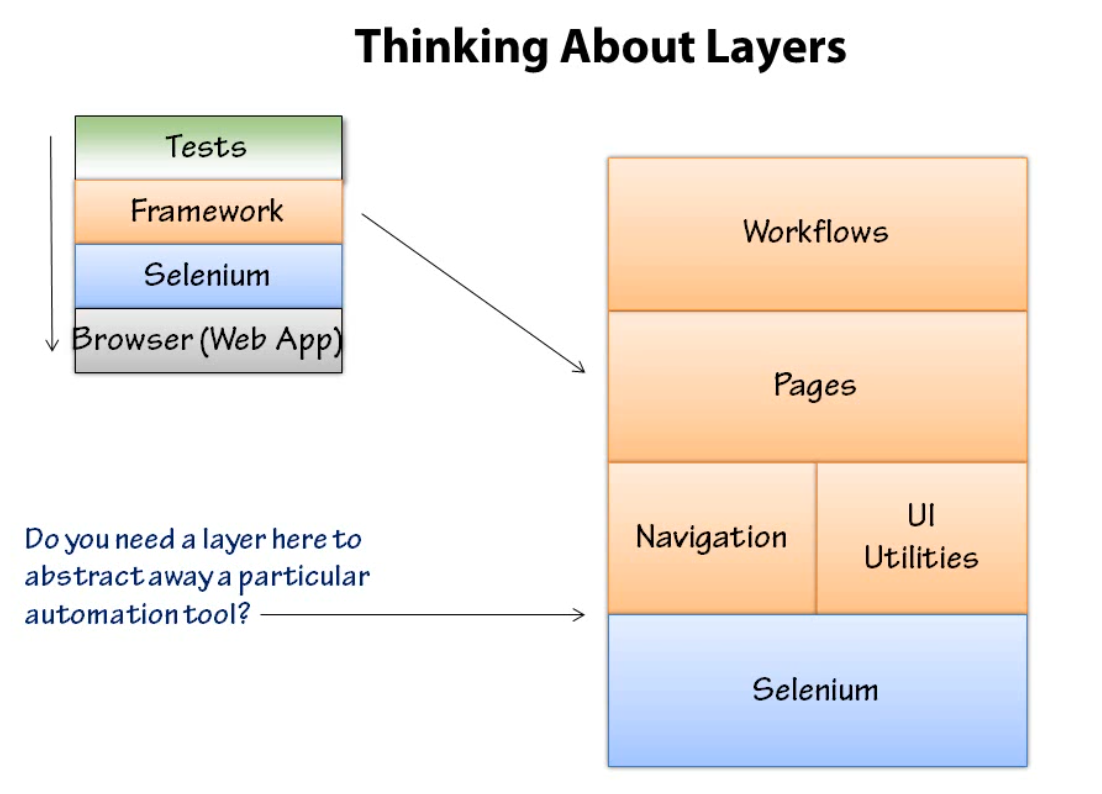 Thinking About Layers
Tests
Framework
Selenium
Browser (Web App)
Workflows
Pages
Navigation
UI
Utilities
Do you need a layer here to
abstract away a particular
automation tool?
Selenium